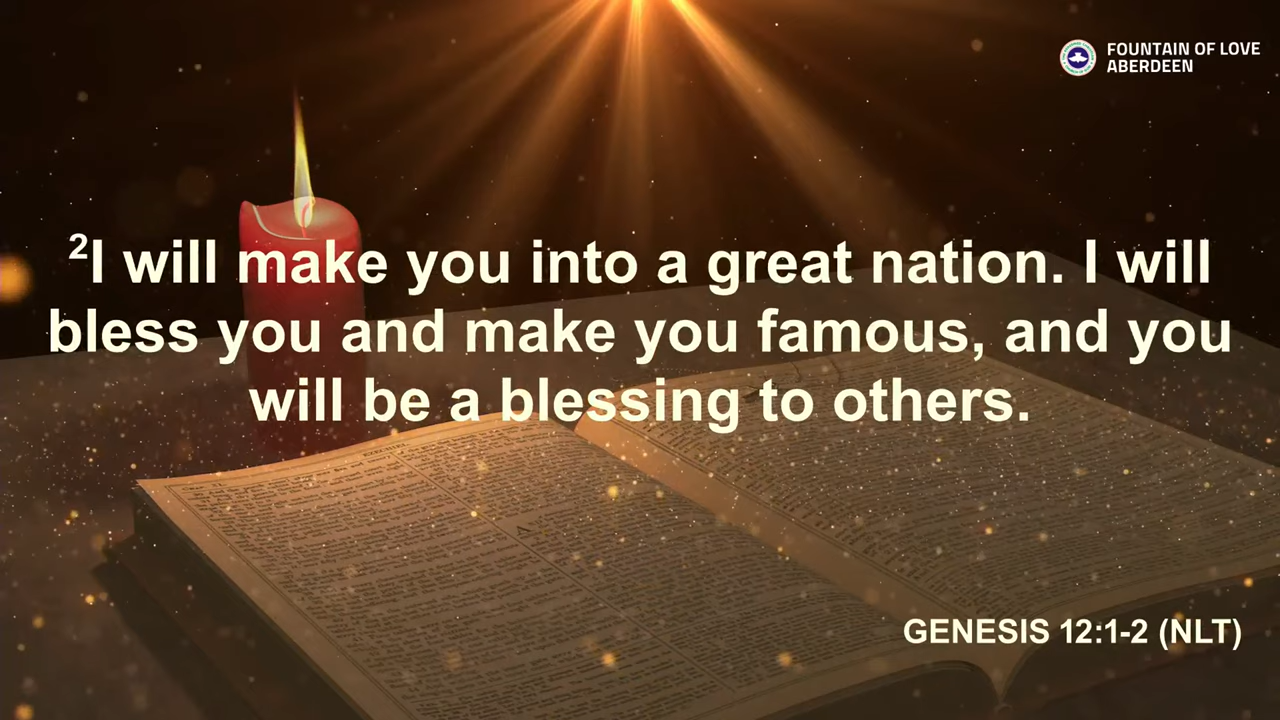 FOUNTAIN OF LOVE
ABERDEEN
²I will make you into a great nation. I will
bless you and make you famous, and you
will be a blessing to others.
GENESIS 12:1-2 (NLT)